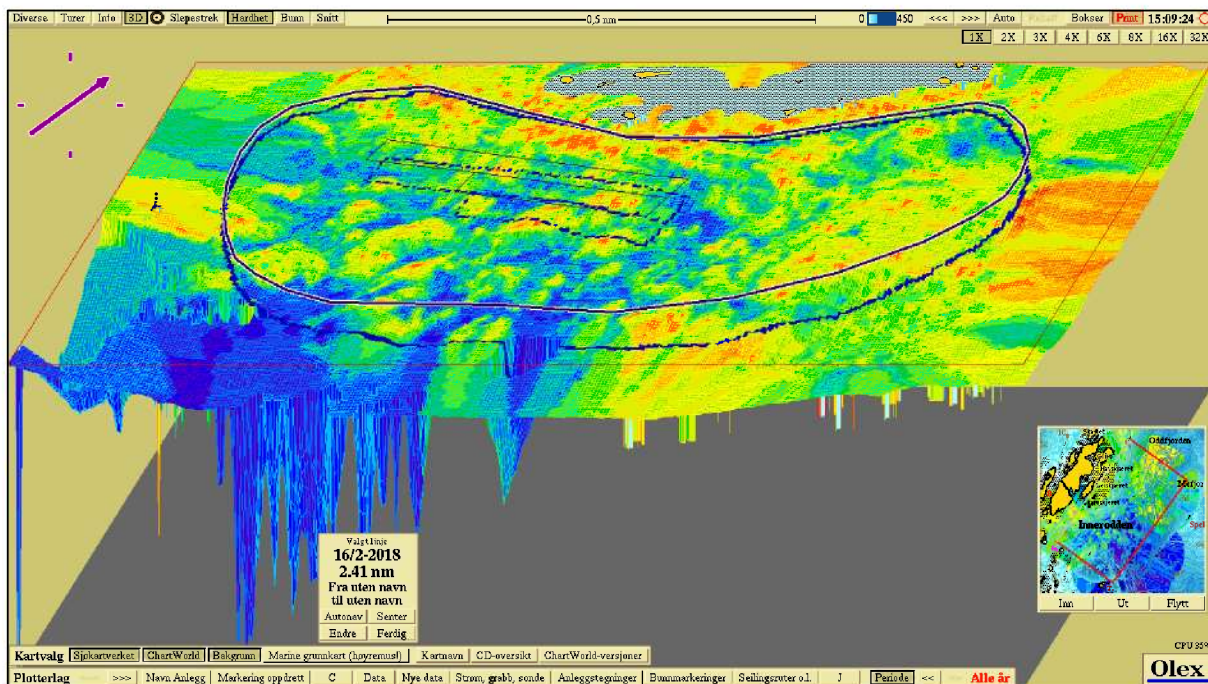 Diverse Turer Info 3D Slepestrek Hardhet Bunn Snitt 0,5 nm 0 450 <<< >>> Auto Bokser Print 15:09:24
1X 2X 3X 4X 6X 8X 16X 32X
Oddfjorden
Innerodden
Inn Ut Flytt
Valgt linje
16/2-2018
2.41 nm
Fra uten navn
til uten navn
Autonav Senter
Endre Ferdig
CPU 35%
Kartvalg Sjøkartverket ChartWorld Bakgrunn Marine grunnkart (høyremus!) Kartnavn CD-oversikt ChartWorld-versjoner
Plotterlag >>> Navn Anlegg Markering oppdrett C Data Nye data Strøm, grabb, sonde Anleggstegninger Bunnmarkeringer Seilingsruter o.l. J Periode << Alle år
Olex